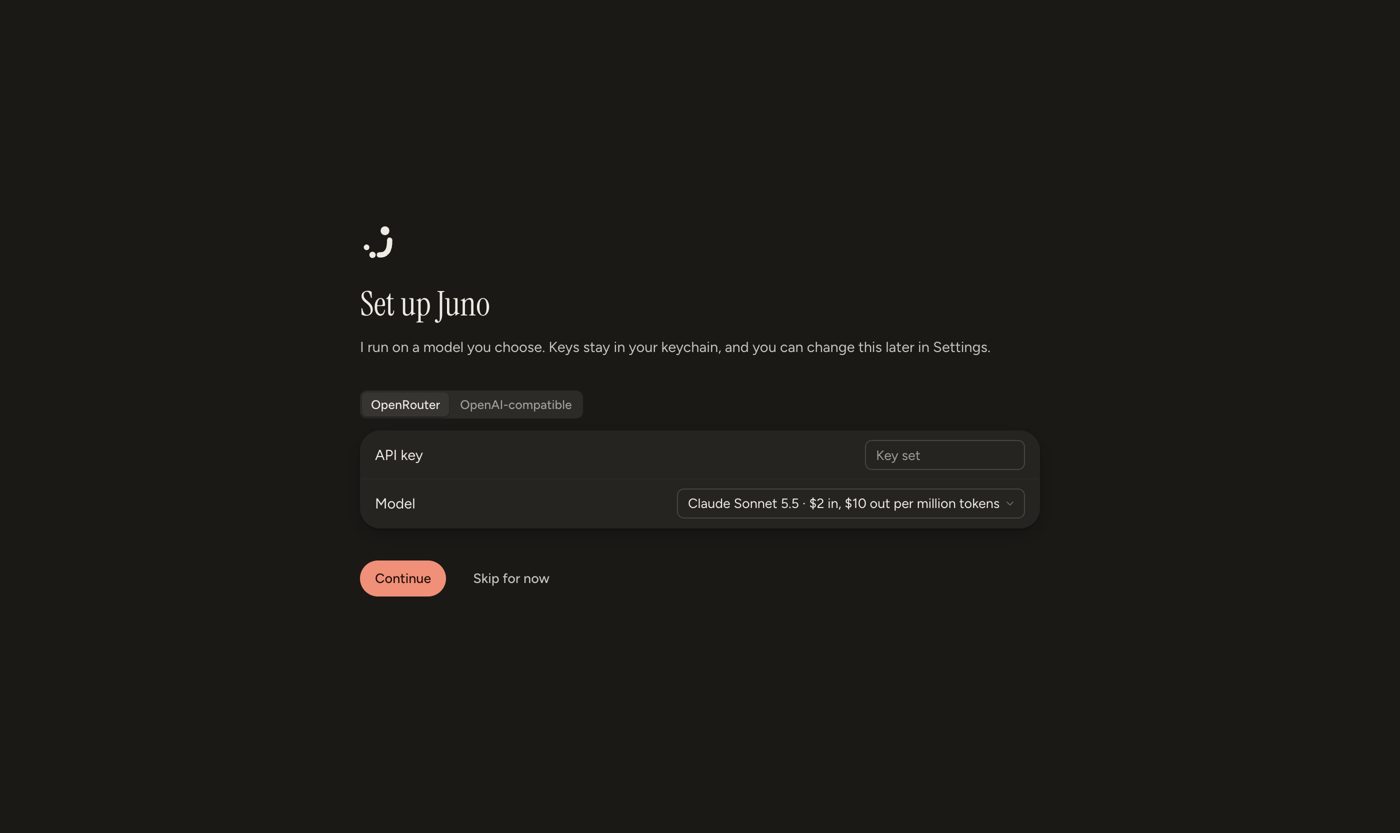 Set up Juno
I run on a model you choose. Keys stay in your keychain, and you can change this later in Settings.
OpenRouter OpenAI-compatible
API key Key set
Model Claude Sonnet 5.5 · $2 in, $10 out per million tokens
Continue Skip for now